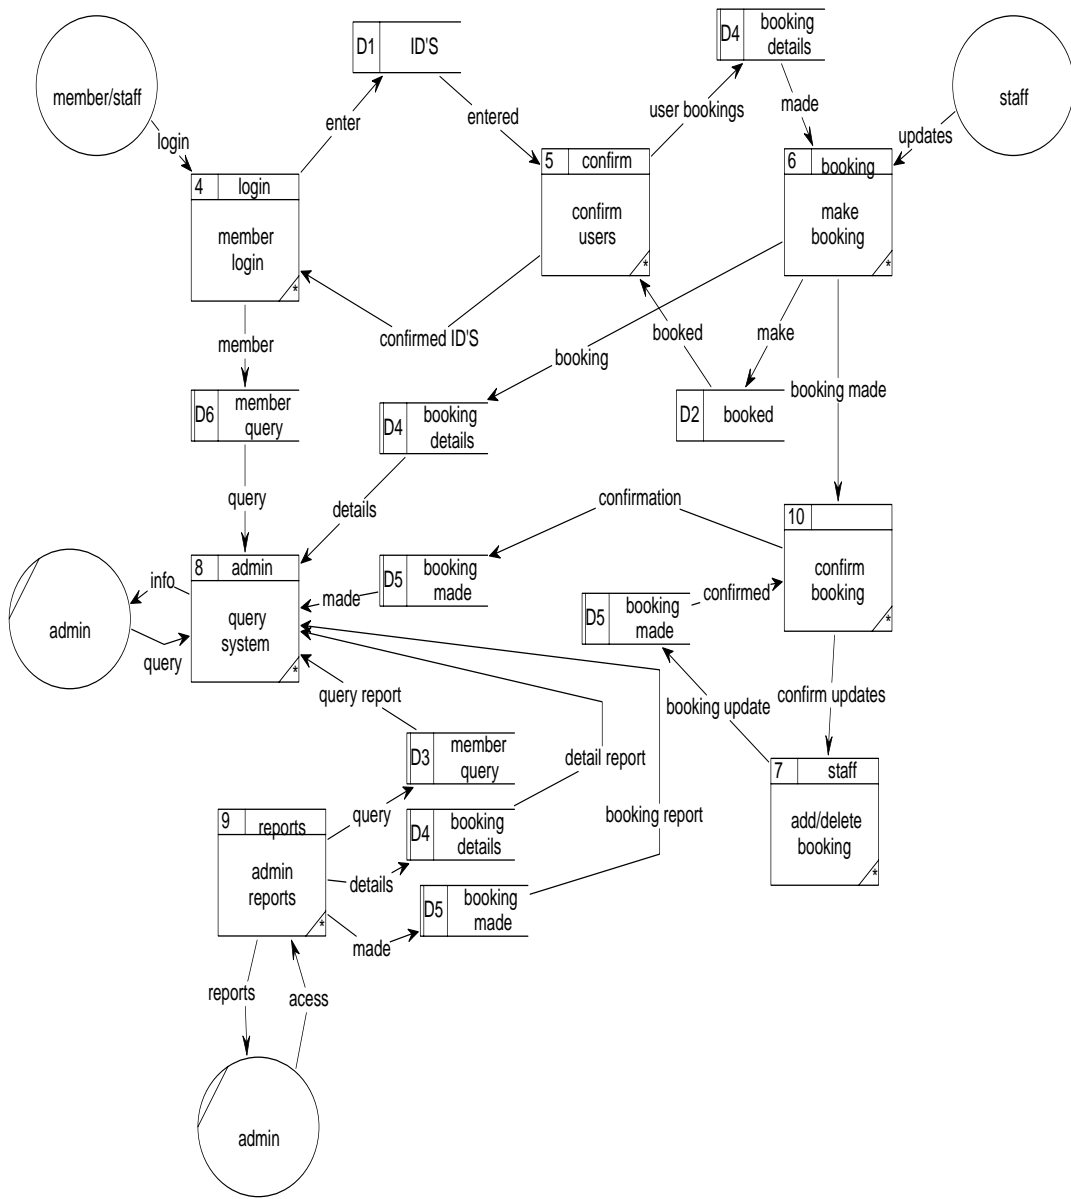 D1 ID'S
D4 booking
details
member/staff
staff
login
enter
entered
user bookings
made
updates
4 login
member
login
*
5 confirm
confirm
users
*
6 booking
make
booking
*
confirmed ID'S
member
booking
booked
make
booking made
D6 member
query
D4 booking
details
D2 booked
query
details
confirmation
10
confirm
booking
*
admin
info
query
8 admin
query
system
*
made
D5 booking
made
D5 booking
made
confirmed
query report
detail report
booking report
booking update
confirm updates
D3 member
query
7 staff
add/delete
booking
*
9 reports
admin
reports
*
query
details
made
D4 booking
details
D5 booking
made
reports
acess
admin